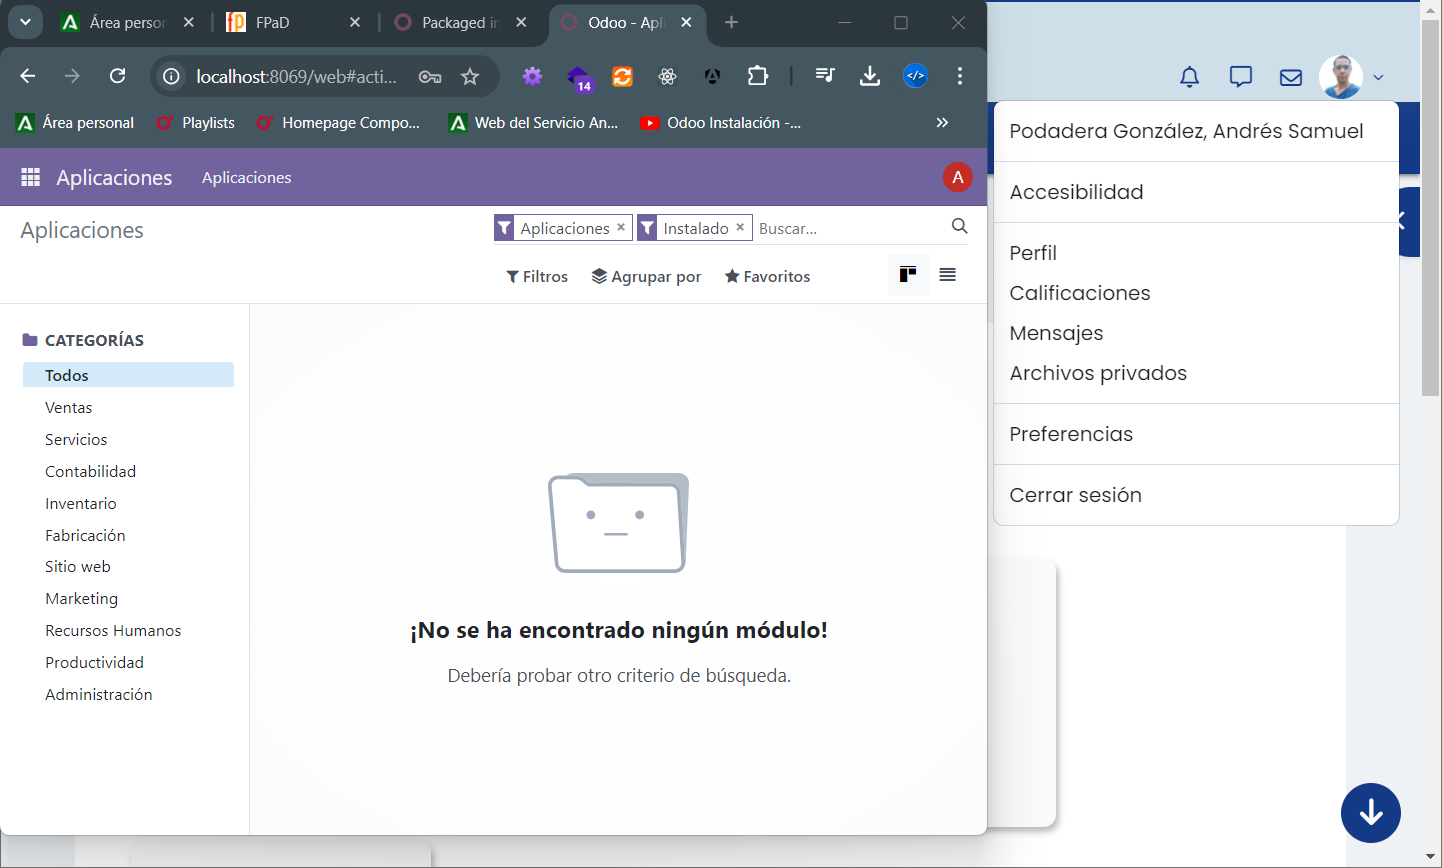 Área person
FPaD
Packaged in
Odoo - Apli
localhost:8069/web#acti...
14
Área personal
Playlists
Homepage Compo...
Web del Servicio An...
Odoo Instalación -...
»
Aplicaciones
Aplicaciones
A
Aplicaciones
Aplicaciones ×
Instalado ×
Buscar...
Filtros
Agrupar por
Favoritos
CATEGORÍAS
Todos
Ventas
Servicios
Contabilidad
Inventario
Fabricación
Sitio web
Marketing
Recursos Humanos
Productividad
Administración
¡No se ha encontrado ningún módulo!
Debería probar otro criterio de búsqueda.
Podadera González, Andrés Samuel
Accesibilidad
Perfil
Calificaciones
Mensajes
Archivos privados
Preferencias
Cerrar sesión